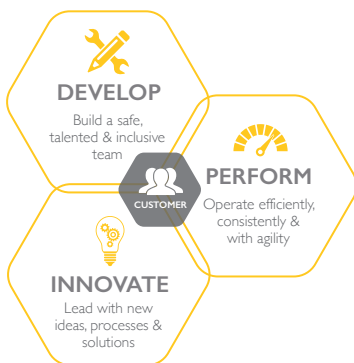 DEVELOP
Build a safe,
talented & inclusive
team
CUSTOMER
PERFORM
Operate efficiently,
consistently &
with agility
INNOVATE
Lead with new
ideas, processes &
solutions